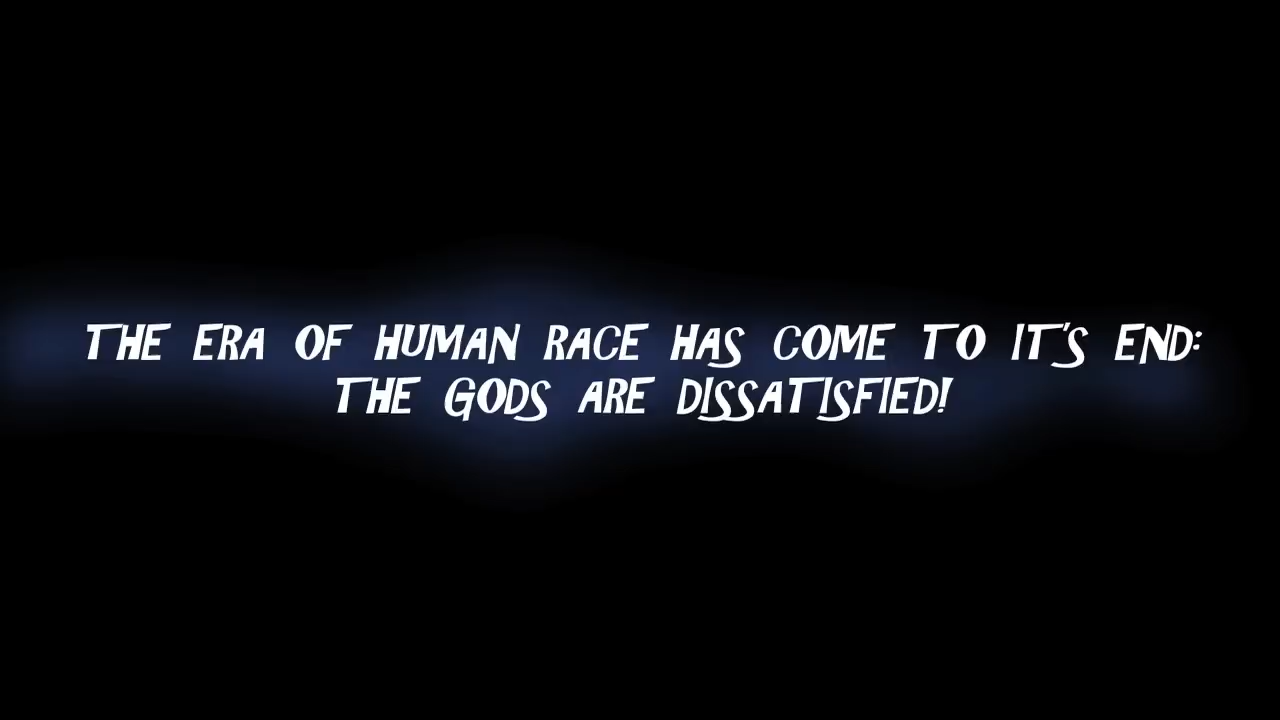 THE ERA OF HUMAN RACE HAS COME TO IT'S END:
THE GODS ARE DISSATISFIED!